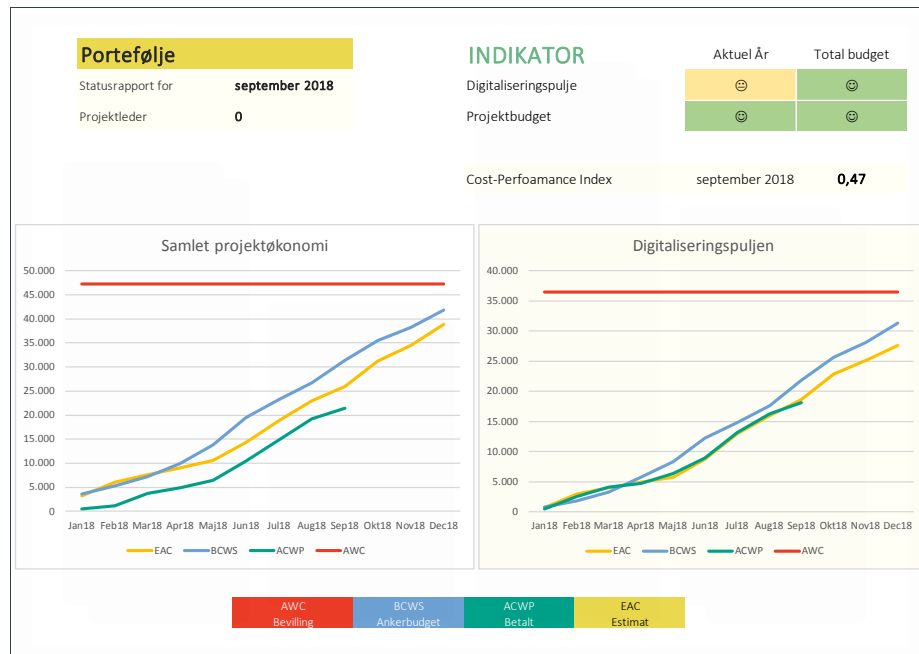 Portefølje
Statusrapport for september 2018
Projektleder 0
INDIKATOR Aktuel År Total budget
Digitaliseringspulje 😐 ☺
Projektbudget ☺ ☺
Cost-Perfoamance Index september 2018 0,47
Samlet projektøkonomi
50.000
45.000
40.000
35.000
30.000
25.000
20.000
15.000
10.000
5.000
0
Jan18 Feb18 Mar18 Apr18 Maj18 Jun18 Jul18 Aug18 Sep18 Okt18 Nov18 Dec18
EAC BCWS ACWP AWC
Digitaliseringspuljen
40.000
35.000
30.000
25.000
20.000
15.000
10.000
5.000
0
Jan18 Feb18 Mar18 Apr18 Maj18 Jun18 Jul18 Aug18 Sep18 Okt18 Nov18 Dec18
EAC BCWS ACWP AWC
AWC BCWS ACWP EAC
Bevilling Ankerbudget Betalt Estimat